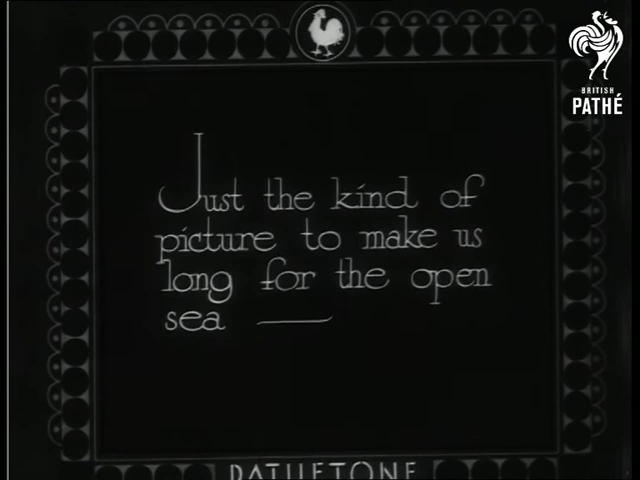 BRITISH
PATHÉ
Just the kind of
picture to make us
long for the open
sea —
PATHETONE